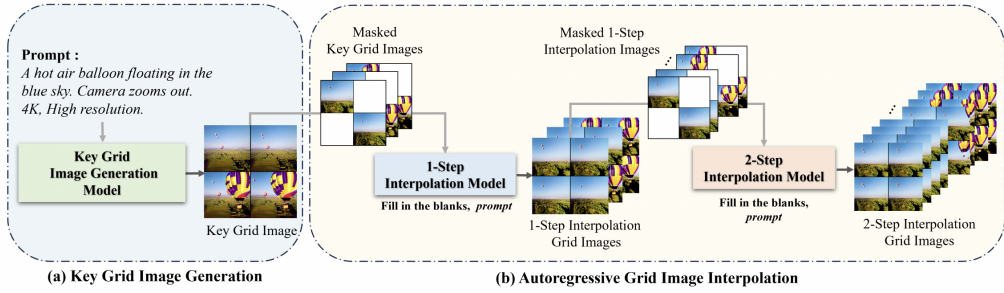 Prompt :
A hot air balloon floating in the
blue sky. Camera zooms out.
4K, High resolution.
Key Grid
Image Generation
Model
Key Grid Image
(a) Key Grid Image Generation
Masked
Key Grid Images
1-Step
Interpolation Model
Fill in the blanks, prompt
1-Step Interpolation
Grid Images
Masked 1-Step
Interpolation Images
2-Step
Interpolation Model
Fill in the blanks,
prompt
2-Step Interpolation
Grid Images
(b) Autoregressive Grid Image Interpolation